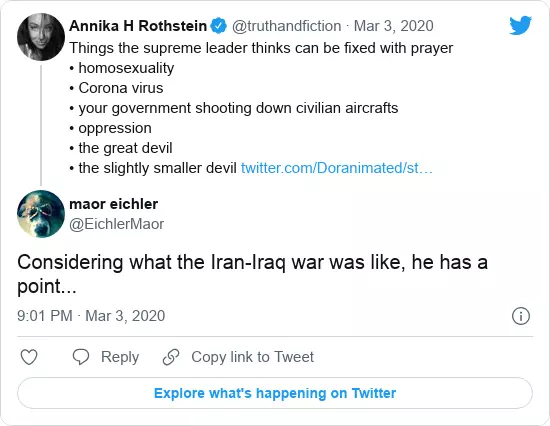 Annika H Rothstein @truthandfiction · Mar 3, 2020
Things the supreme leader thinks can be fixed with prayer
• homosexuality
• Corona virus
• your government shooting down civilian aircrafts
• oppression
• the great devil
• the slightly smaller devil twitter.com/Doranimated/st…
maor eichler
@EichlerMaor
Considering what the Iran-Iraq war was like, he has a
point...
9:01 PM · Mar 3, 2020
Reply
Copy link to Tweet
Explore what's happening on Twitter